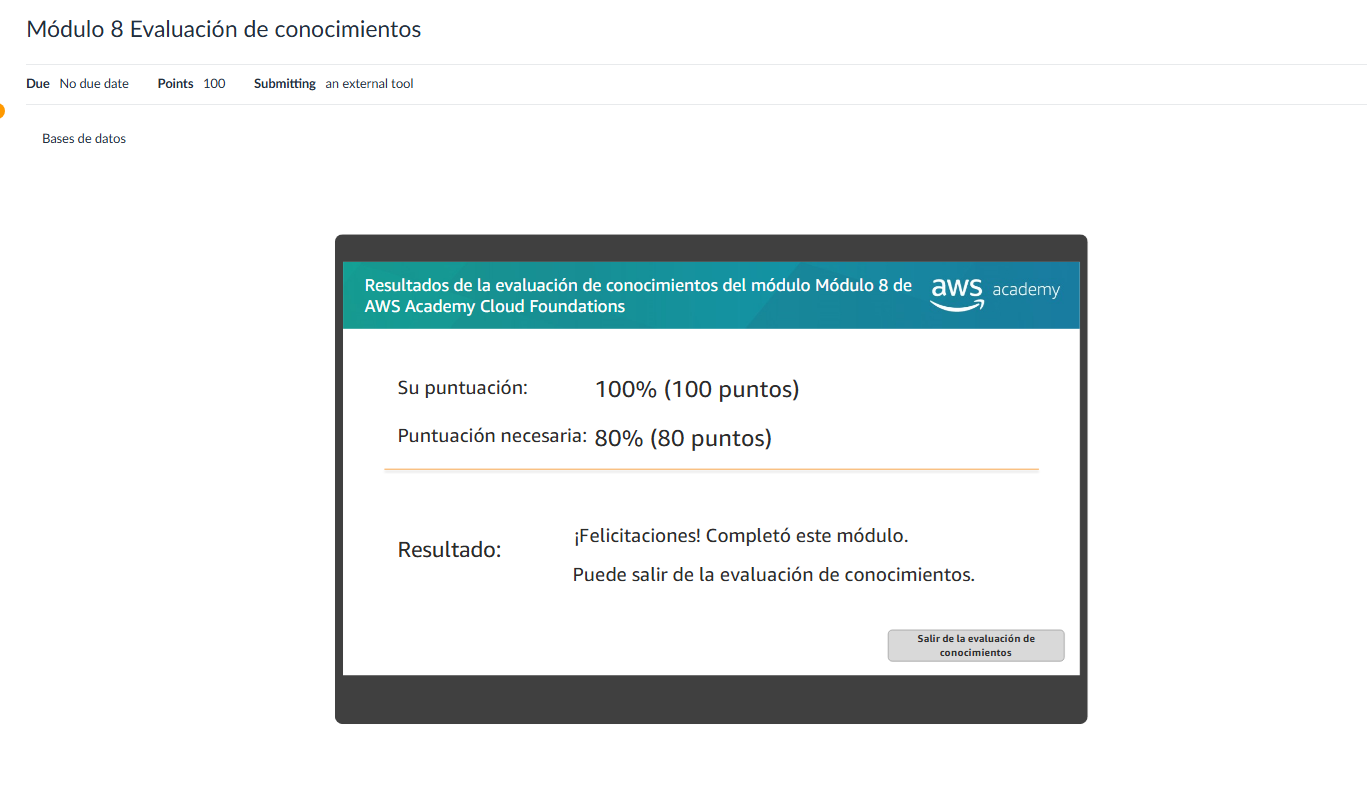 Módulo 8 Evaluación de conocimientos
Due No due date Points 100 Submitting an external tool
Bases de datos
Resultados de la evaluación de conocimientos del módulo Módulo 8 de
AWS Academy Cloud Foundations
aws academy
Su puntuación: 100% (100 puntos)
Puntuación necesaria: 80% (80 puntos)
Resultado:
¡Felicitaciones! Completó este módulo.
Puede salir de la evaluación de conocimientos.
Salir de la evaluación de
conocimientos